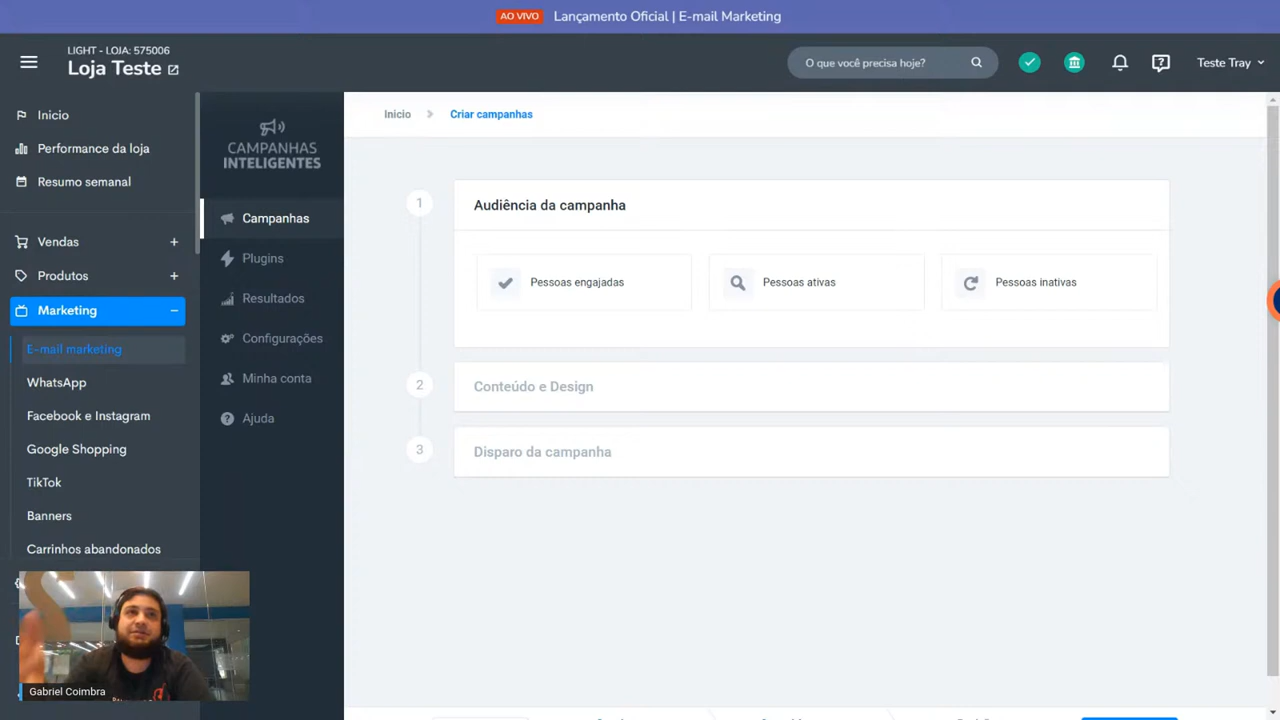 AO VIVO Lançamento Oficial | E-mail Marketing
LIGHT - LOJA: 575006
Loja Teste
O que você precisa hoje?
Teste Tray
Inicio
Performance da loja
Resumo semanal
Vendas
Produtos
Marketing
E-mail marketing
WhatsApp
Facebook e Instagram
Google Shopping
TikTok
Banners
Carrinhos abandonados
Gabriel Coimbra
CAMPANHAS
INTELIGENTES
Campanhas
Plugins
Resultados
Configurações
Minha conta
Ajuda
Inicio
Criar campanhas
1
Audiência da campanha
Pessoas engajadas
Pessoas ativas
Pessoas inativas
2
Conteúdo e Design
3
Disparo da campanha